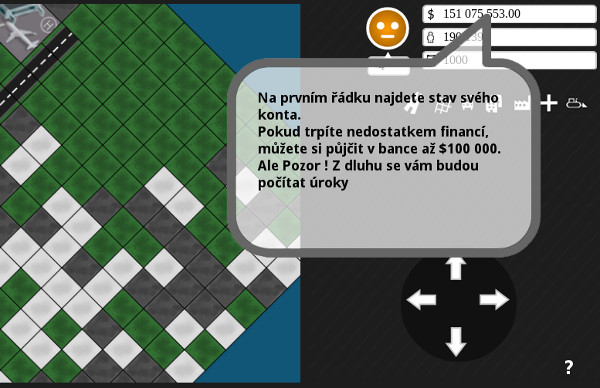 $ 151 075 553.00
1000
Na prvním řádku najdete stav svého
konta.
Pokud trpíte nedostatkem financí,
můžete si půjčit v bance až $100 000.
Ale Pozor ! Z dluhu se vám budou
počítat úroky
?